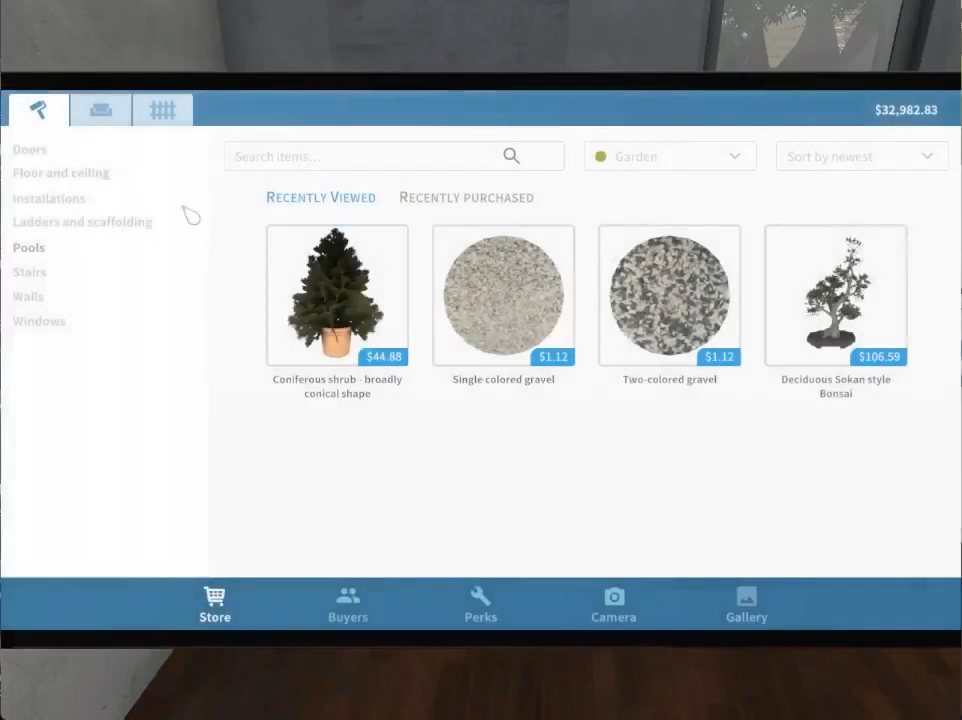 $32,982.83
Doors
Floor and ceiling
Installations
Ladders and scaffolding
Pools
Stairs
Walls
Windows
Search items...
Garden
Sort by newest
RECENTLY VIEWED
RECENTLY PURCHASED
$44.88
$1.12
$1.12
$106.59
Coniferous shrub - broadly
conical shape
Single colored gravel
Two-colored gravel
Deciduous Sokan style
Bonsai
Store
Buyers
Perks
Camera
Gallery